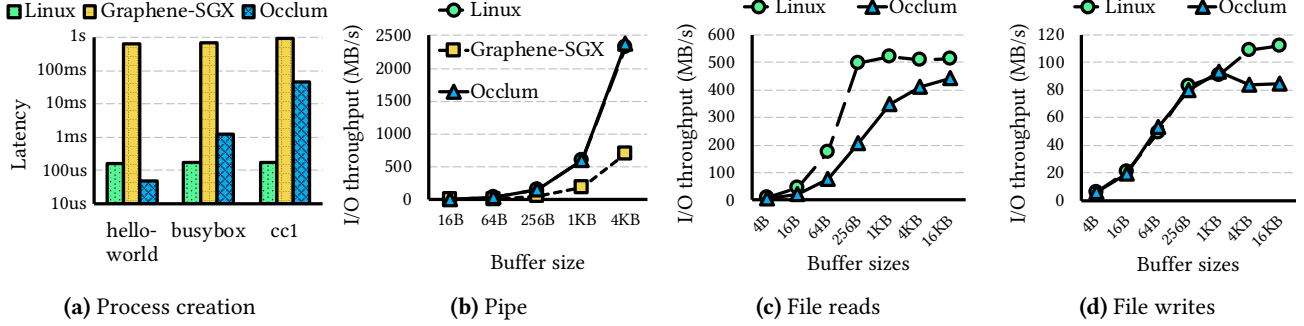 Linux Graphene-SGX Occlum
Latency
1s
100ms
10ms
1ms
100us
10us
hello-
world
busybox
cc1
(a) Process creation
Linux
Graphene-SGX
Occlum
I/O throughput (MB/s)
2500
2000
1500
1000
500
0
16B 64B 256B 1KB 4KB
Buffer size
(b) Pipe
Linux Occlum
I/O throughput (MB/s)
600
500
400
300
200
100
0
4B 16B 64B 256B 1KB 4KB 16KB
Buffer sizes
(c) File reads
Linux Occlum
I/O throughput (MB/s)
120
100
80
60
40
20
0
4B 16B 64B 256B 1KB 4KB 16KB
Buffer sizes
(d) File writes